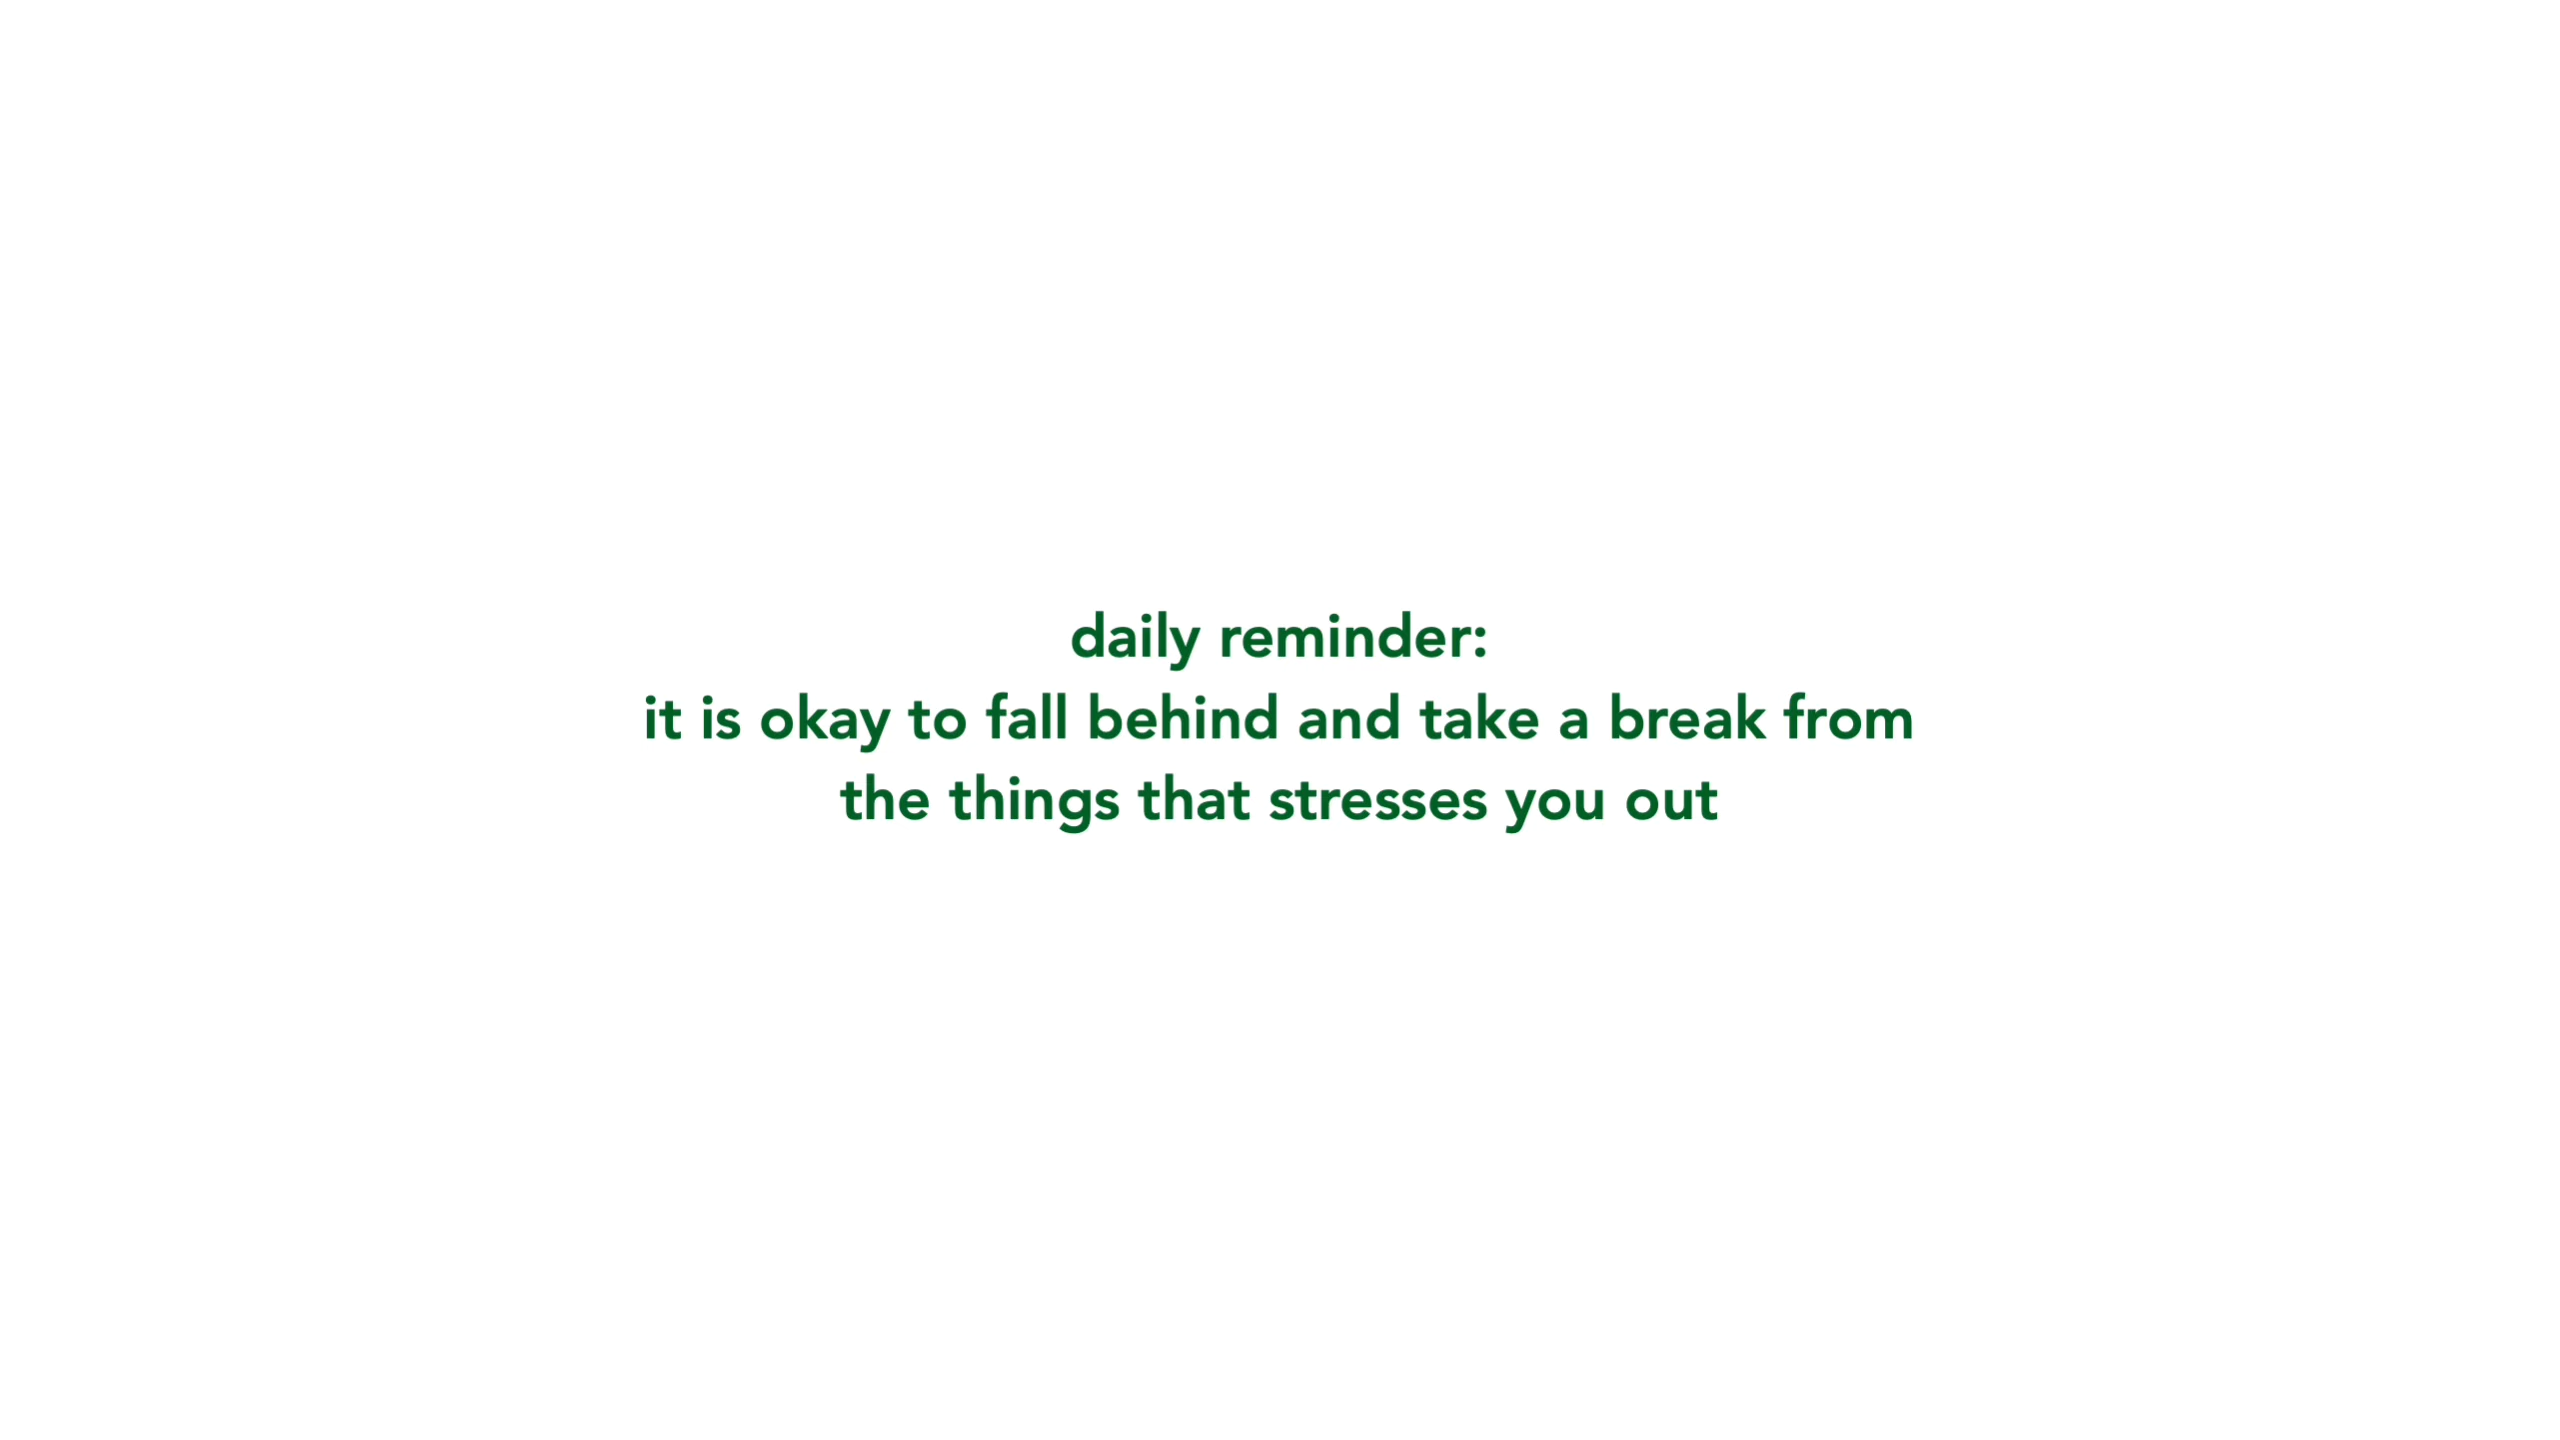 daily reminder:
it is okay to fall behind and take a break from
the things that stresses you out